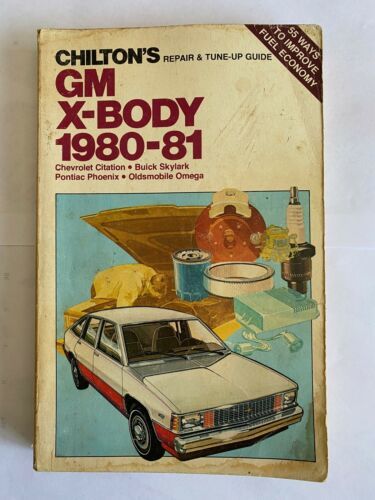 CHILTON'S REPAIR & TUNE-UP GUIDE
55 WAYS
TO IMPROVE
FUEL ECONOMY
GM
X-BODY
1980-81
Chevrolet Citation • Buick Skylark
Pontiac Phoenix • Oldsmobile Omega